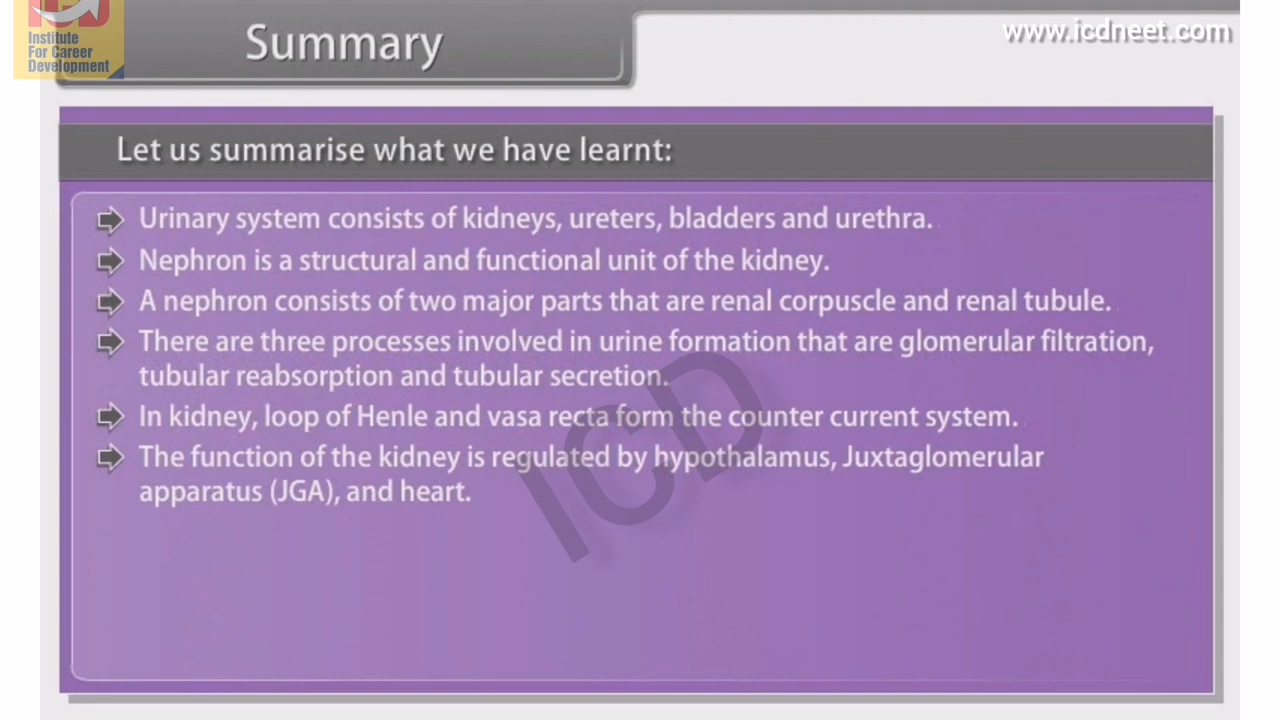 ICD
Institute
For Career
Development
Summary
www.icdneet.com
Let us summarise what we have learnt:
Urinary system consists of kidneys, ureters, bladders and urethra.
Nephron is a structural and functional unit of the kidney.
A nephron consists of two major parts that are renal corpuscle and renal tubule.
There are three processes involved in urine formation that are glomerular filtration,
tubular reabsorption and tubular secretion.
In kidney, loop of Henle and vasa recta form the counter current system.
The function of the kidney is regulated by hypothalamus, Juxtaglomerular
apparatus (JGA), and heart.
ICD